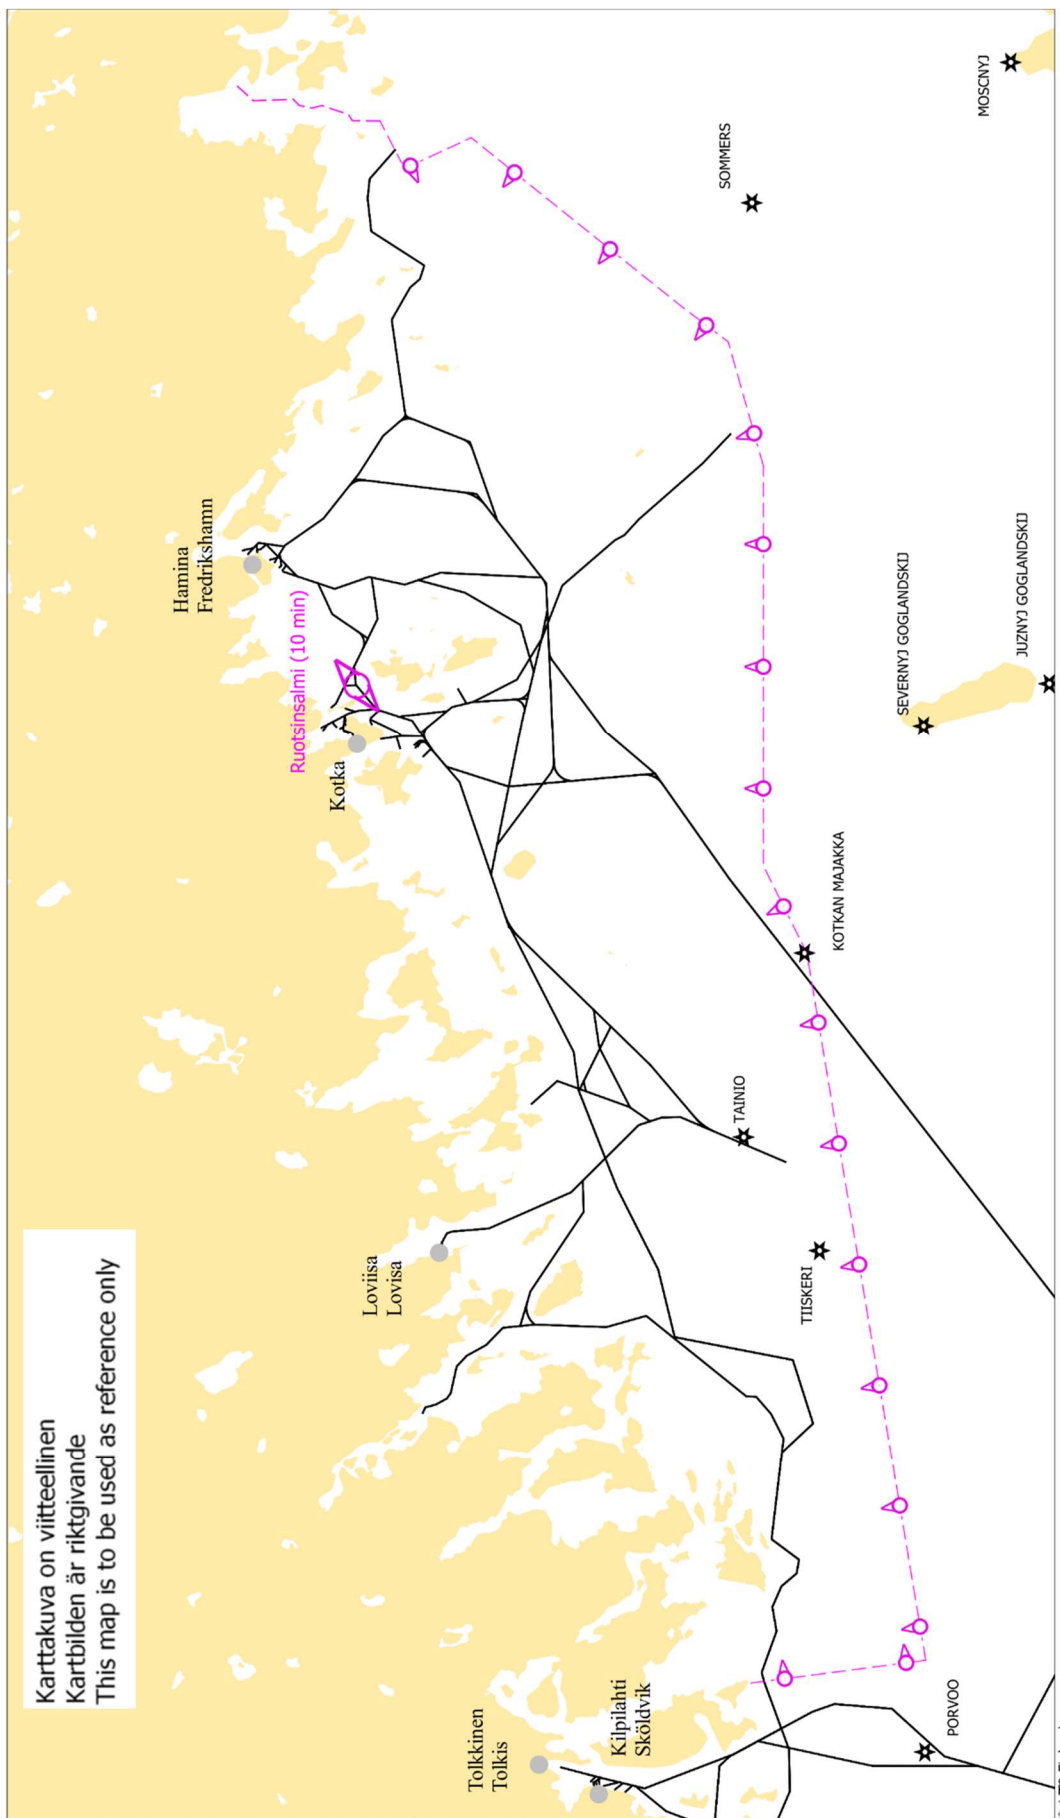 Karttakuva on viitteellinen
Kartbilden är riktgivande
This map is to be used as reference only
Tolkkinen
Tolkis
Kilpilahti
Sköldvik
PORVOO
Loviisa
Lovisa
TIISKERI
TAINIO
KOTKAN MAJAKKA
Kotka
Ruotsinsalmi (10 min)
Hamina
Fredrikshamn
SEVERNYJ GOGLANDSKIJ
JUZNYJ GOGLANDSKIJ
SOMMERS
MOSCNYJ